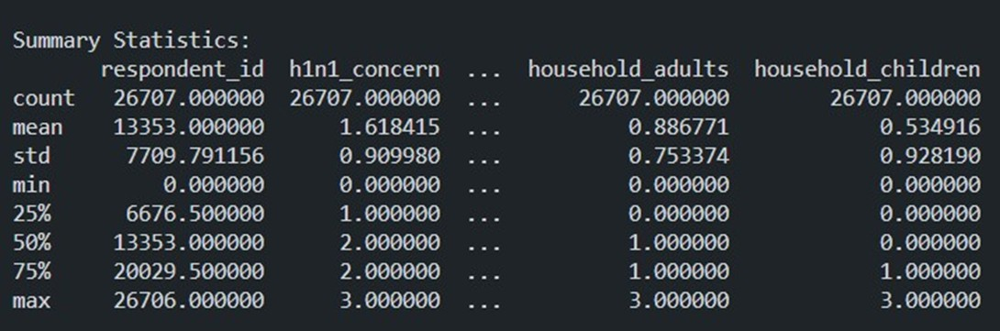 Summary Statistics:
respondent_id h1n1_concern ... household_adults household_children
count 26707.000000 26707.000000 ... 26707.000000 26707.000000
mean 13353.000000 1.618415 ... 0.886771 0.534916
std 7709.791156 0.909980 ... 0.753374 0.928190
min 0.000000 0.000000 ... 0.000000 0.000000
25% 6676.500000 1.000000 ... 0.000000 0.000000
50% 13353.000000 2.000000 ... 1.000000 0.000000
75% 20029.500000 2.000000 ... 1.000000 1.000000
max 26706.000000 3.000000 ... 3.000000 3.000000